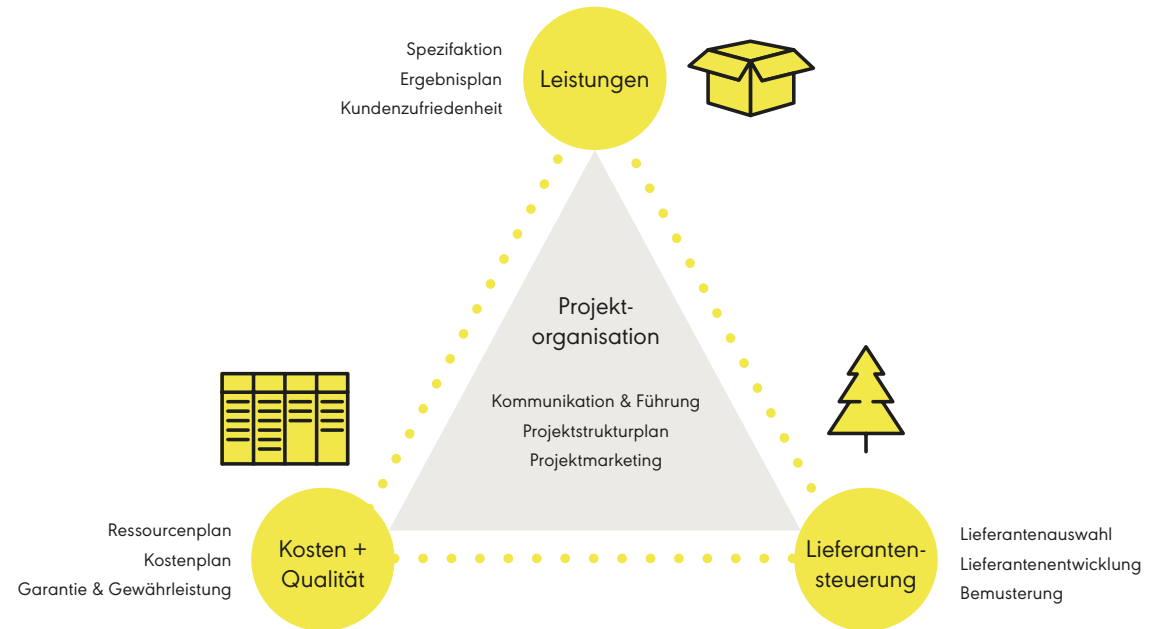 Spezifaktion
Ergebnisplan
Kundenzufriedenheit
Leistungen
Projekt-
organisation
Kommunikation & Führung
Projektstrukturplan
Projektmarketing
Ressourcenplan
Kostenplan
Garantie & Gewährleistung
Kosten +
Qualität
Lieferanten-
steuerung
Lieferantenauswahl
Lieferantenentwicklung
Bemusterung